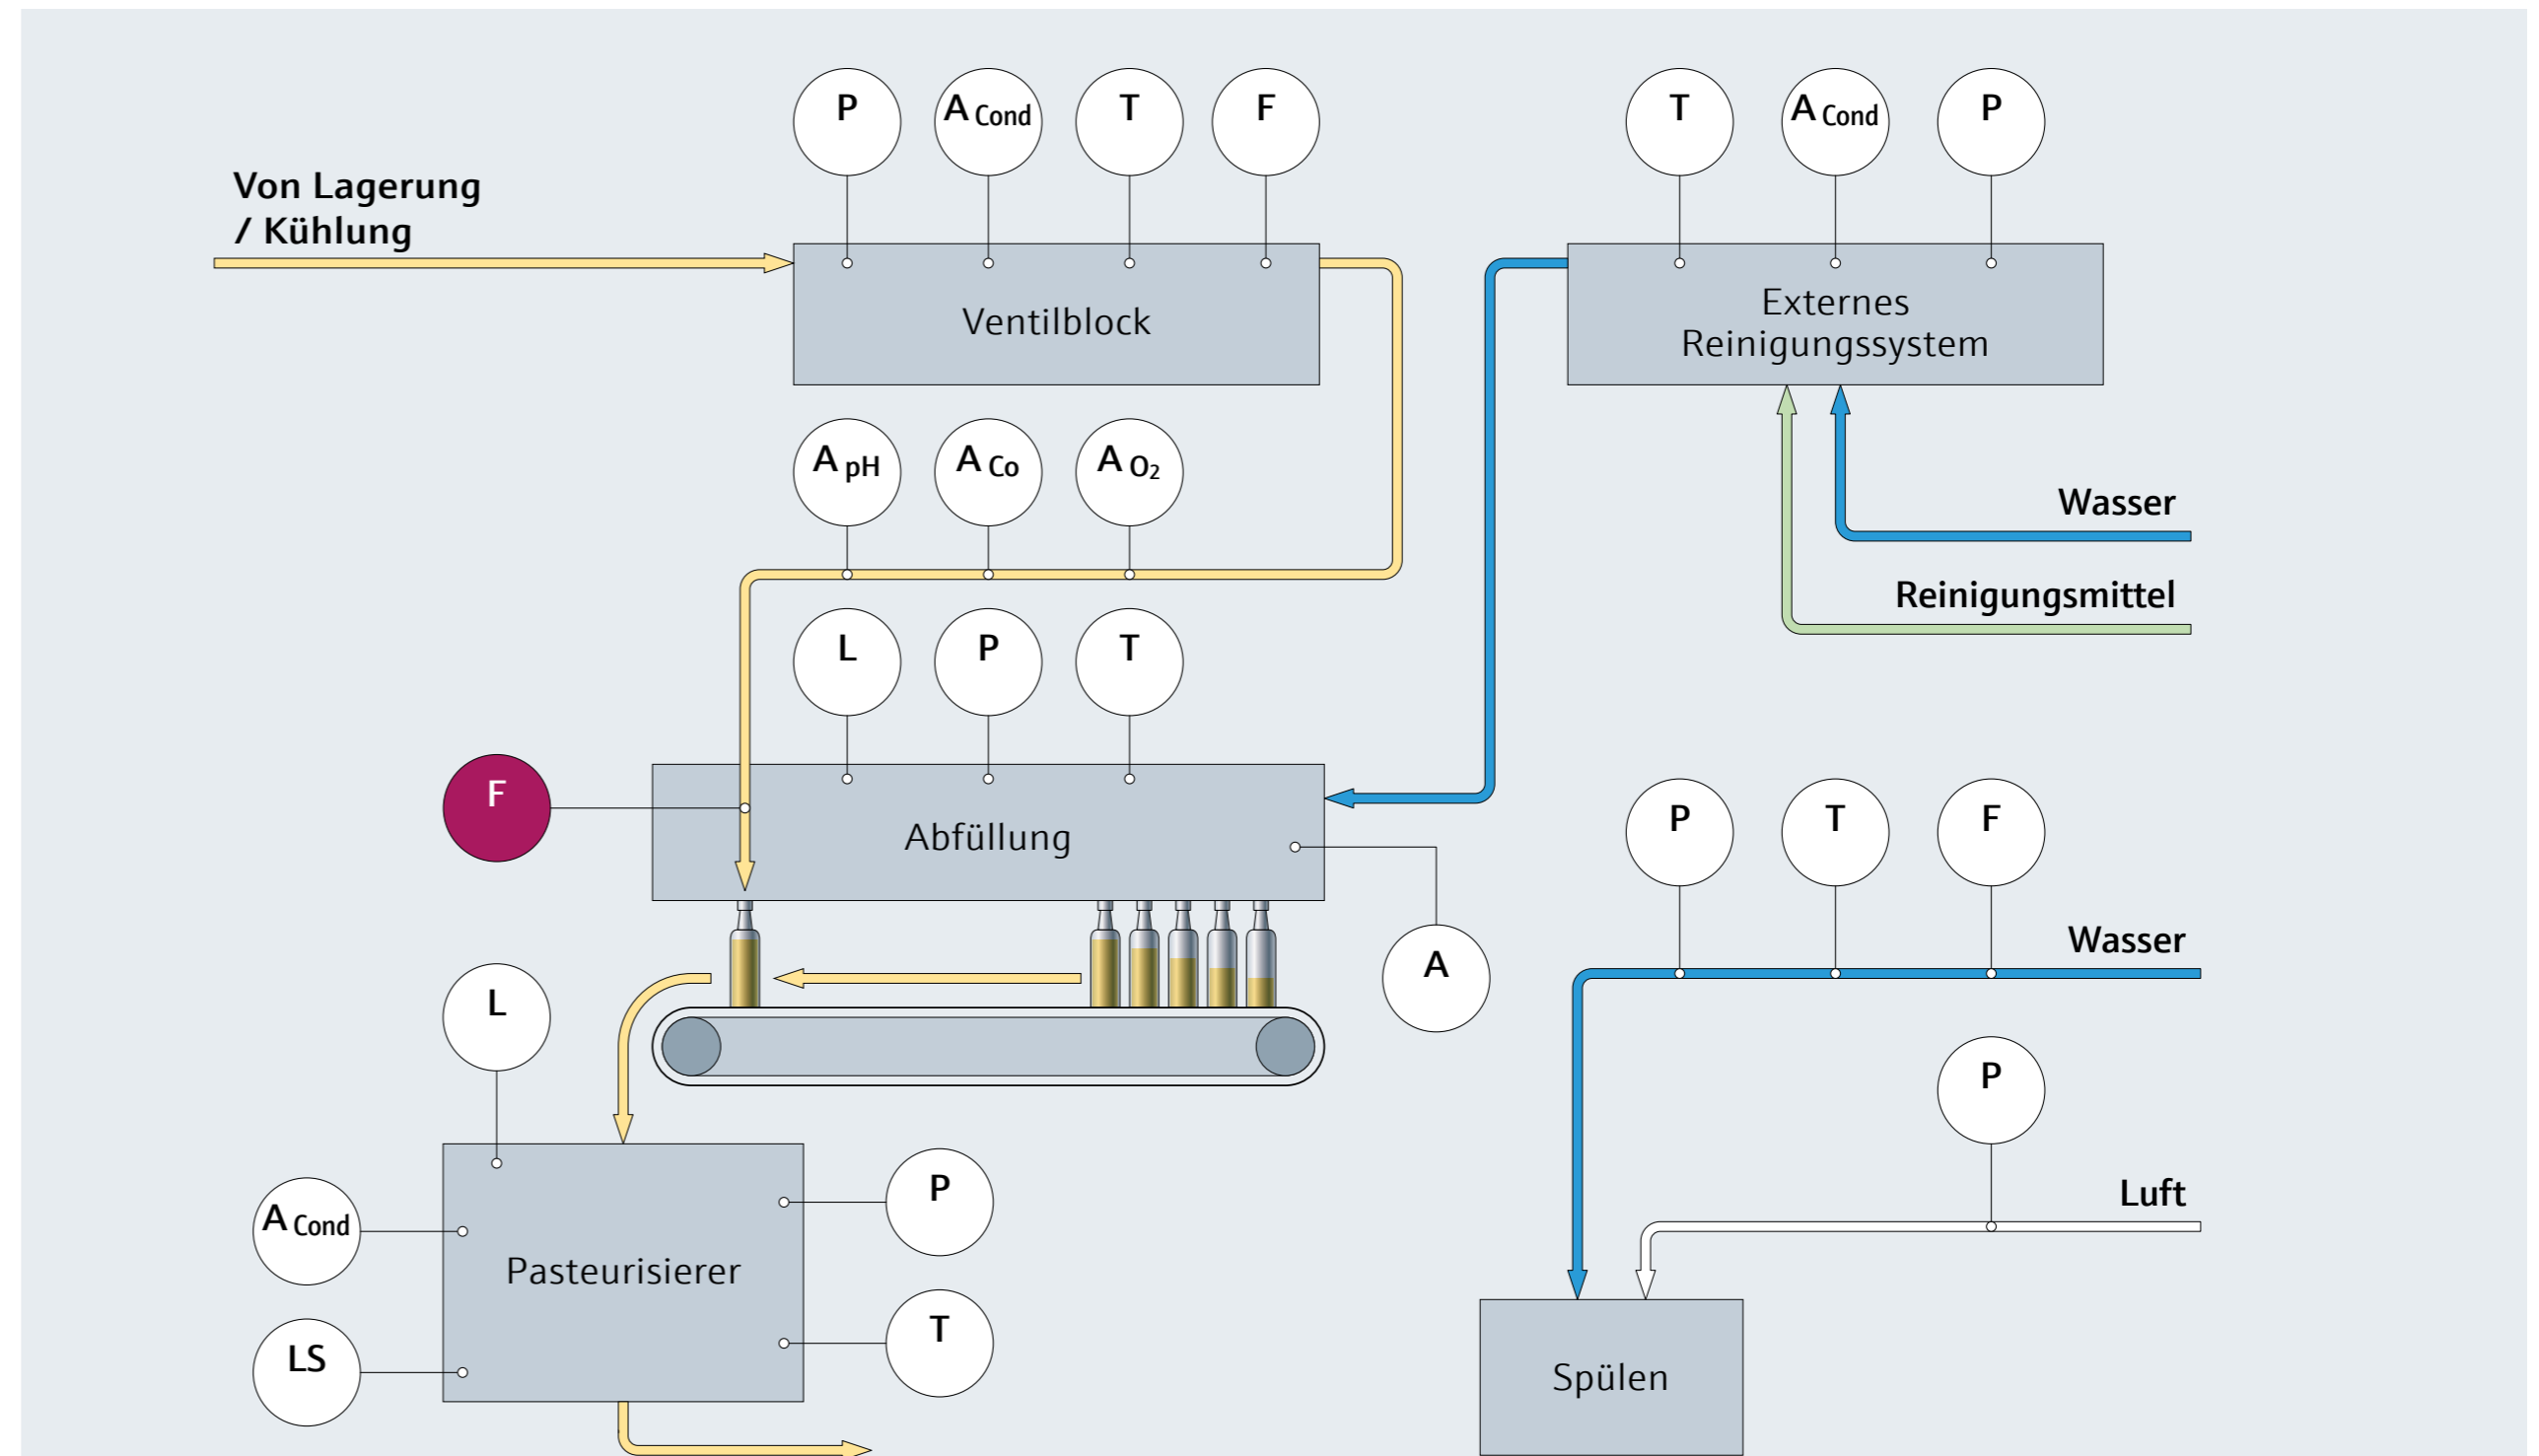 P
A Cond
T
F
T
A Cond
P
Von Lagerung
/ Kühlung
Ventilblock
Externes
Reinigungssystem
A pH
A Co
A O₂
Wasser
Reinigungsmittel
L
P
T
F
Abfüllung
P
T
F
Wasser
A
L
P
Luft
A Cond
P
Pasteurisierer
T
LS
Spülen